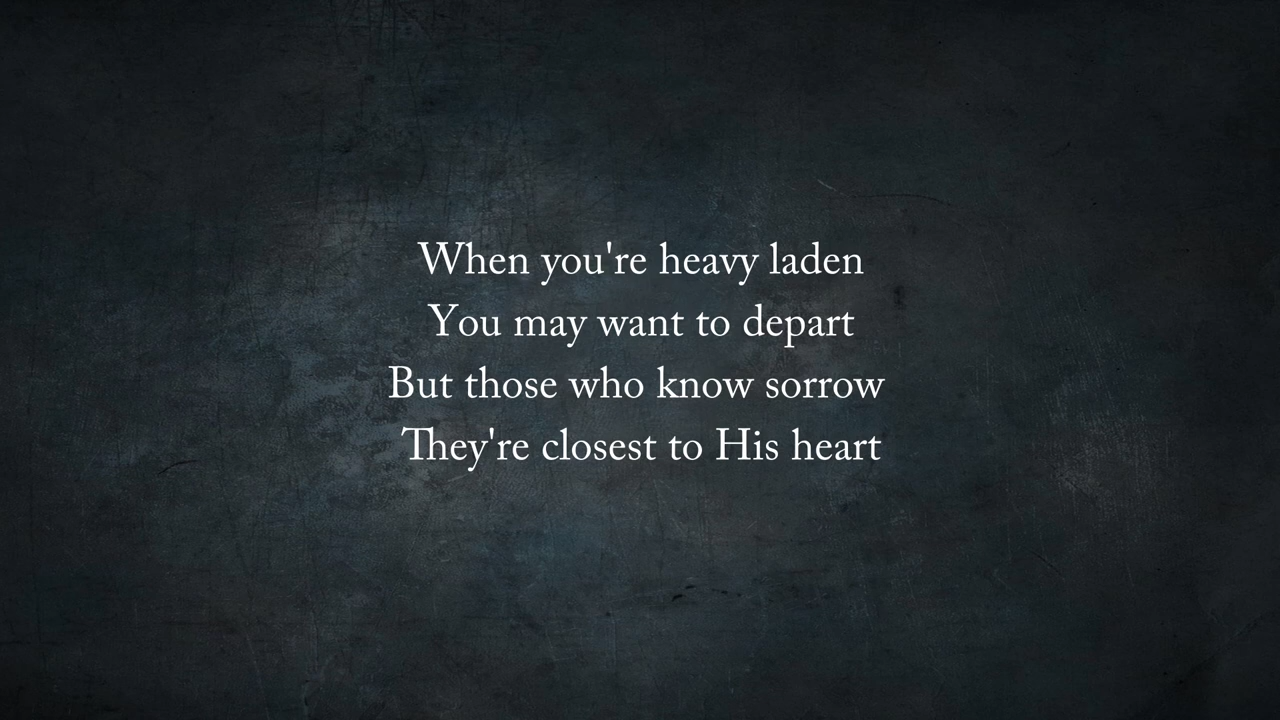 When you're heavy laden
You may want to depart
But those who know sorrow
They're closest to His heart